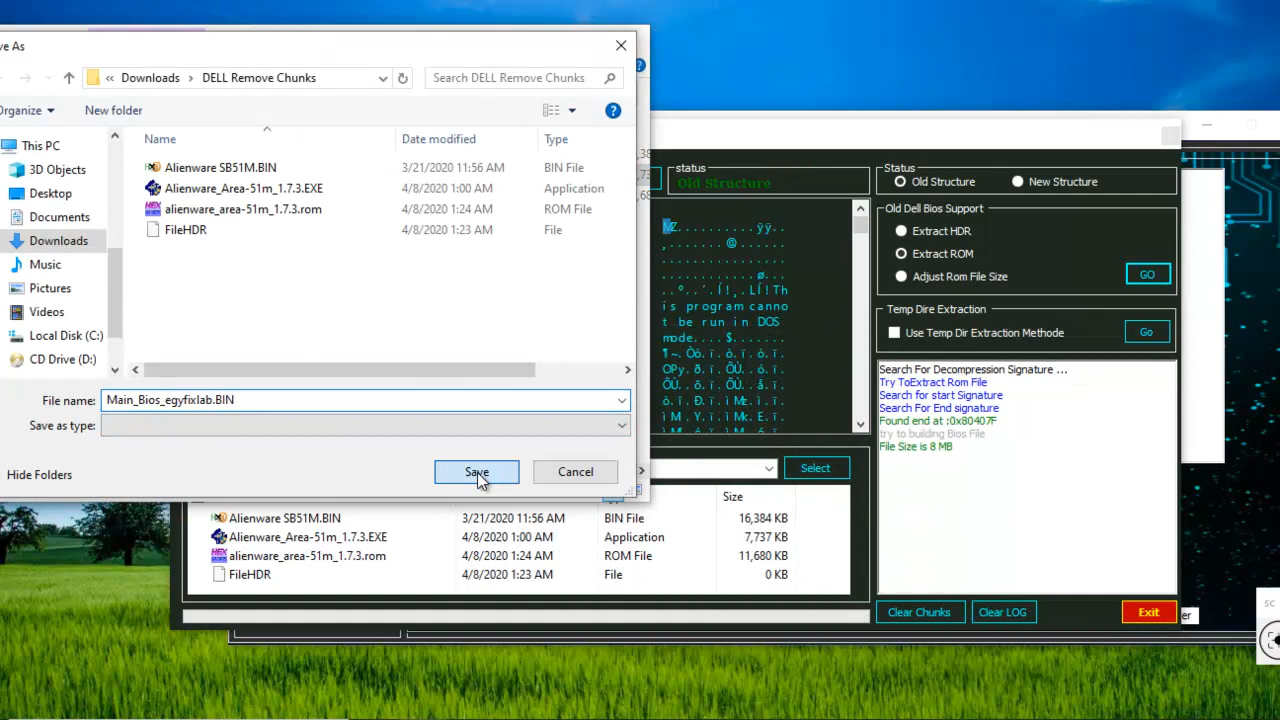 ve As
Downloads
DELL Remove Chunks
Search DELL Remove Chunks
Organize
New folder
This PC
3D Objects
Desktop
Documents
Downloads
Music
Pictures
Videos
Local Disk (C:)
CD Drive (D:)
Name
Date modified
Type
Alienware SB51M.BIN
3/21/2020 11:56 AM
BIN File
Alienware_Area-51m_1.7.3.EXE
4/8/2020 1:00 AM
Application
alienware_area-51m_1.7.3.rom
4/8/2020 1:24 AM
ROM File
FileHDR
4/8/2020 1:23 AM
File
File name:
Main_Bios_egyfixlab.BIN
Save as type:
Hide Folders
Save
Cancel
status
Old Structure
Status
Old Structure
New Structure
Old Dell Bios Support
Extract HDR
Extract ROM
Adjust Rom File Size
GO
Temp Dire Extraction
Use Temp Dir Extraction Methode
Go
MZ..........ÿÿ..
is program canno
t be run in DOS
mode....$.......
Search For Decompression Signature ...
Try ToExtract Rom File
Search for start Signature
Search For End signature
Found end at :0x80407F
try to building Bios File
File Size is 8 MB
Select
Size
Alienware SB51M.BIN
3/21/2020 11:56 AM
BIN File
16,384 KB
Alienware_Area-51m_1.7.3.EXE
4/8/2020 1:00 AM
Application
7,737 KB
alienware_area-51m_1.7.3.rom
4/8/2020 1:24 AM
ROM File
11,680 KB
FileHDR
4/8/2020 1:23 AM
File
0 KB
Clear Chunks
Clear LOG
Exit
er
sc